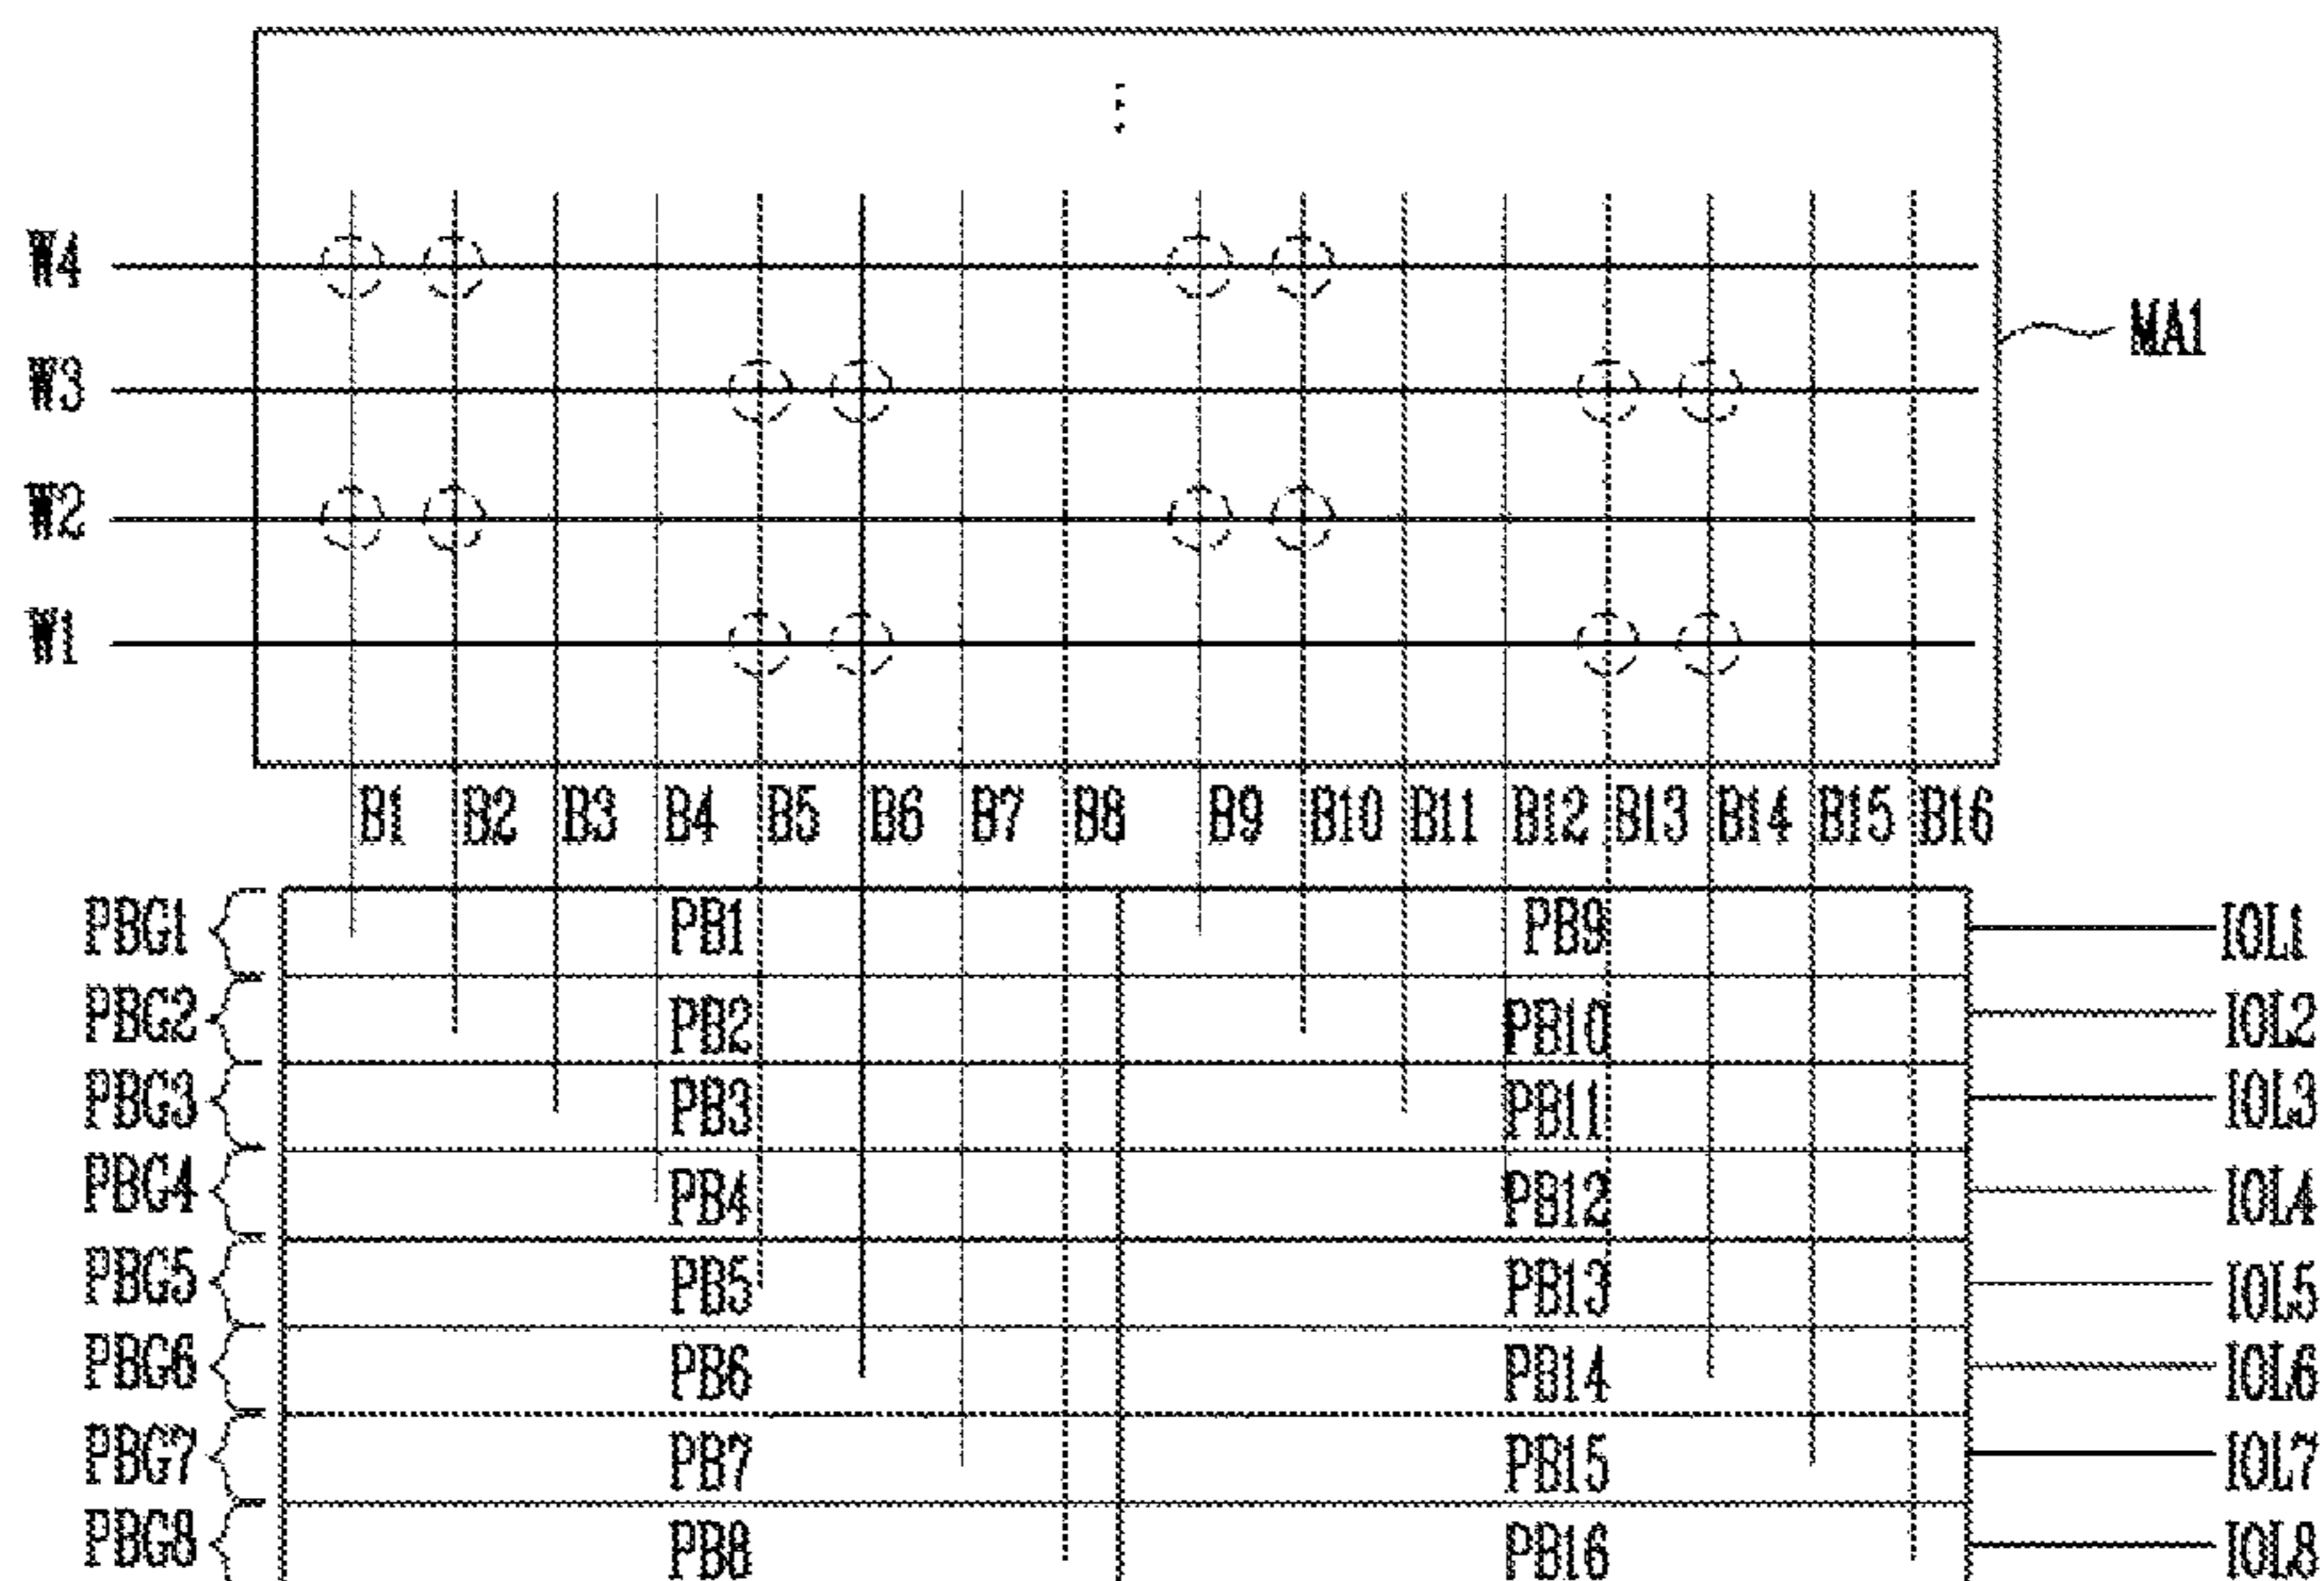 ⋮
W4
MA1
W3
W2
W1
B1 B2 B3 B4 B5 B6 B7 B8 B9 B10 B11 B12 B13 B14 B15 B16
PBG1 PB1 PB9 IOL1
PBG2 PB2 PB10 IOL2
PBG3 PB3 PB11 IOL3
PBG4 PB4 PB12 IOL4
PBG5 PB5 PB13 IOL5
PBG6 PB6 PB14 IOL6
PBG7 PB7 PB15 IOL7
PBG8 PB8 PB16 IOL8